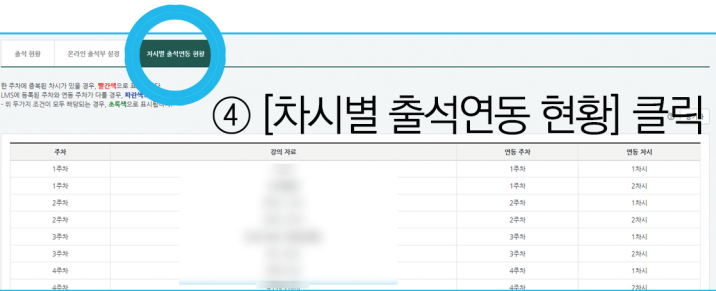 출석 현황 온라인 출석부 설정 차시별 출석연동 현황
한 주차에 중복된 차시가 있을 경우, 빨간색으로 표
LMS에 등록된 주차와 연동 주차가 다를 경우, 파란색
- 위 두가지 조건이 모두 해당되는 경우, 초록색으로 표시됩니다.
④ [차시별 출석연동 현황] 클릭
주차 강의 자료 연동 주차 연동 차시
1주차 1주차 1차시
1주차 1주차 2차시
2주차 2주차 1차시
2주차 2주차 2차시
3주차 3주차 1차시
3주차 3주차 2차시
4주차 4주차 1차시
4주차 4주차 2차시